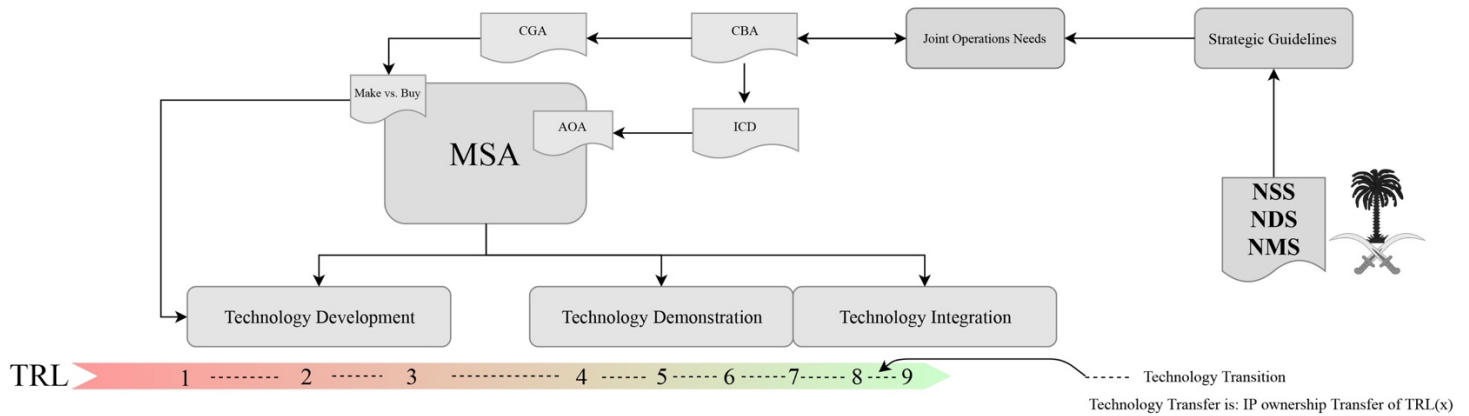 CGA
CBA
Joint Operations Needs
Strategic Guidelines
Make vs. Buy
MSA
AOA
ICD
NSS
NDS
NMS
Technology Development
Technology Demonstration
Technology Integration
TRL
1 2 3 4 5 6 7 8 9
Technology Transition
Technology Transfer is: IP ownership Transfer of TRL(x)